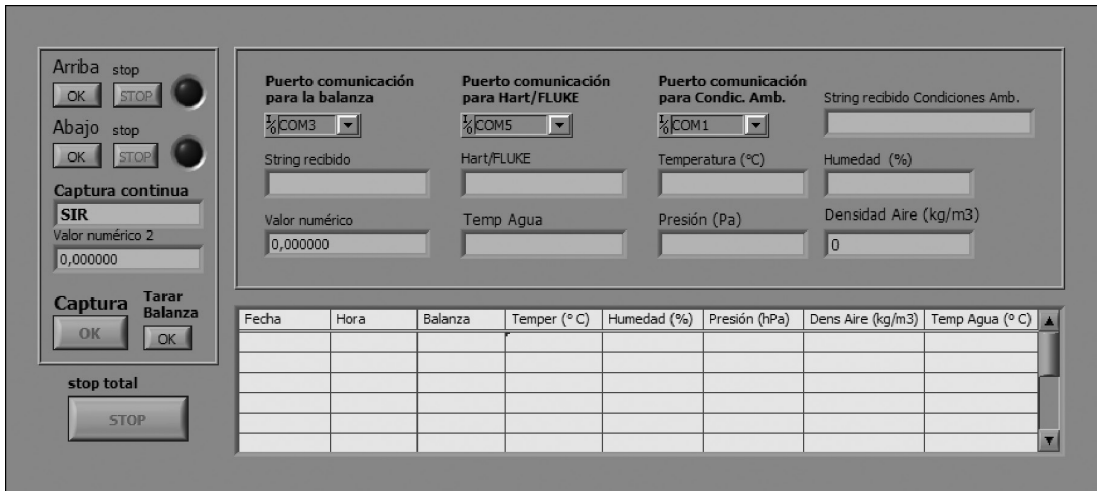 Arriba stop
OK STOP
Abajo stop
OK STOP
Captura continua
SIR
Valor numérico 2
0,000000
Captura
Tarar
Balanza
OK
OK
stop total
STOP
Puerto comunicación
para la balanza
COM3
String recibido
Valor numérico
0,000000
Puerto comunicación
para Hart/FLUKE
COM5
Hart/FLUKE
Temp Agua
Puerto comunicación
para Condic. Amb.
COM1
Temperatura (°C)
Presión (Pa)
String recibido Condiciones Amb.
Humedad (%)
Densidad Aire (kg/m3)
0
Fecha Hora Balanza Temper (° C) Humedad (%) Presión (hPa) Dens Aire (kg/m3) Temp Agua (° C)